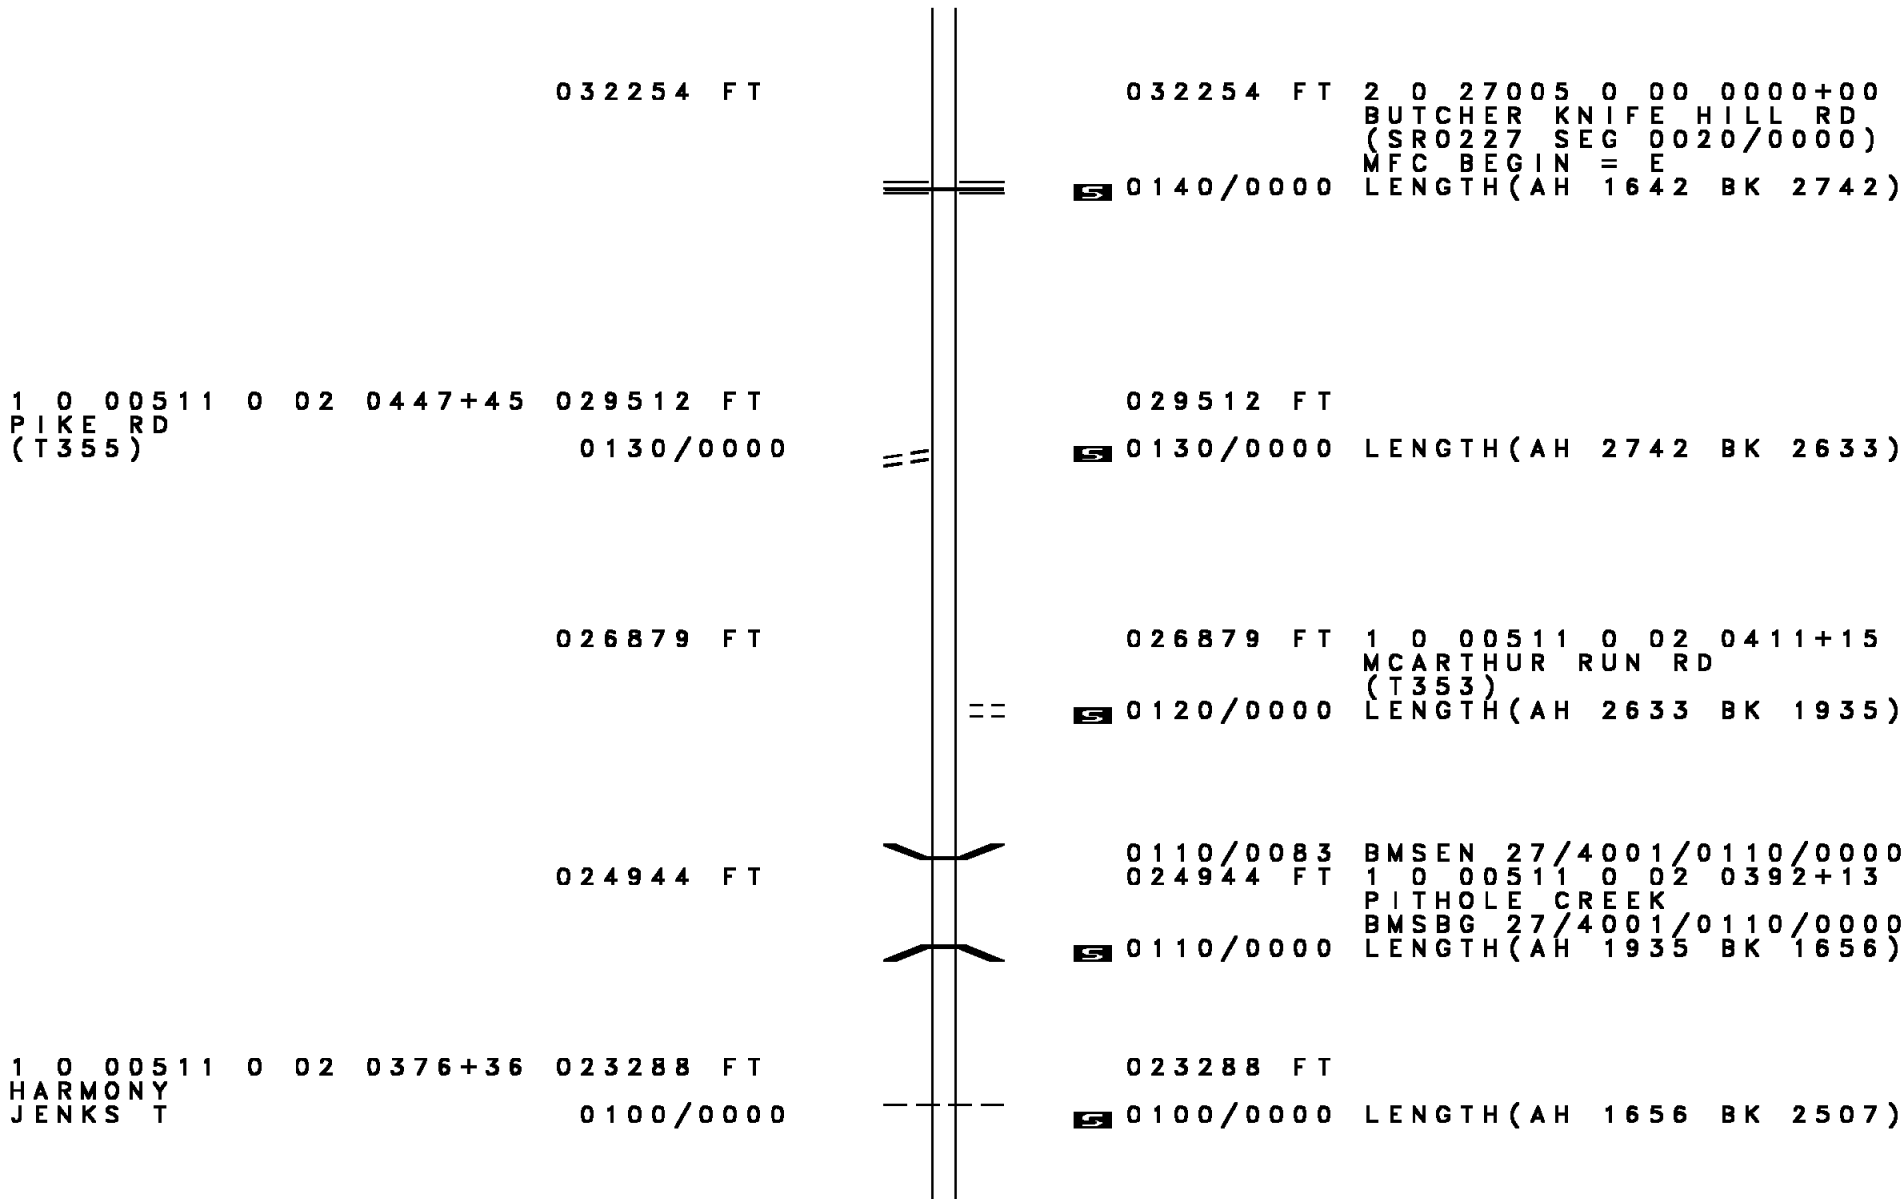 032254 FT 032254 FT 2 0 27005 0 00 0000+00
BUTCHER KNIFE HILL RD
(SR0227 SEG 0020/0000)
MFC BEGIN = E
S 0140/0000 LENGTH(AH 1642 BK 2742)
1 0 00511 0 02 0447+45 029512 FT 029512 FT
PIKE RD
(T355) 0130/0000 S 0130/0000 LENGTH(AH 2742 BK 2633)
026879 FT 026879 FT 1 0 00511 0 02 0411+15
MCARTHUR RUN RD
(T353)
S 0120/0000 LENGTH(AH 2633 BK 1935)
0110/0083 BMSEN 27/4001/0110/0000
024944 FT 024944 FT 1 0 00511 0 02 0392+13
PITHOLE CREEK
BMSBG 27/4001/0110/0000
S 0110/0000 LENGTH(AH 1935 BK 1656)
1 0 00511 0 02 0376+36 023288 FT 023288 FT
HARMONY
JENKS T 0100/0000 S 0100/0000 LENGTH(AH 1656 BK 2507)